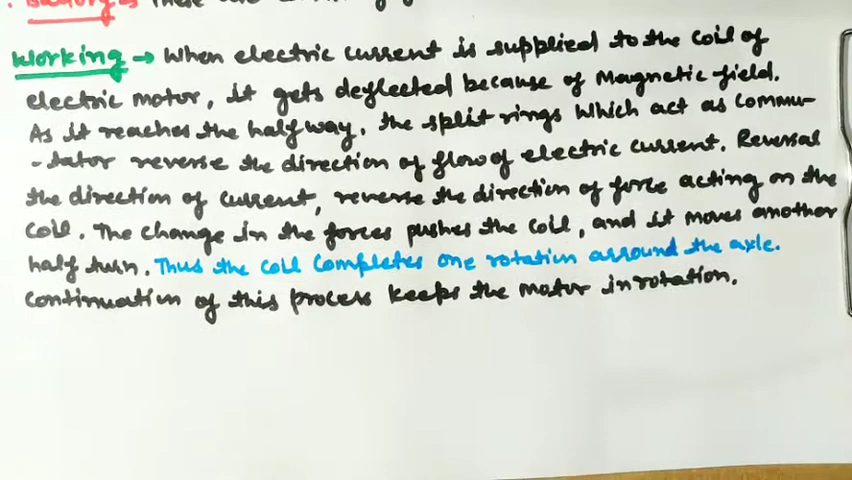 Working → When electric current is supplied to the coil of
electric motor, it gets deflected because of Magnetic field.
As it reaches the half way. the split rings which act as commu-
-tator reverse the direction of flow of electric current. Reversal
the direction of current, reverse the direction of force acting on the
coil. The change in the forces pushes the coil, and it moves another
half turn. Thus the coil completes one rotation arround the axle.
continuation of this process keeps the motor in rotation.